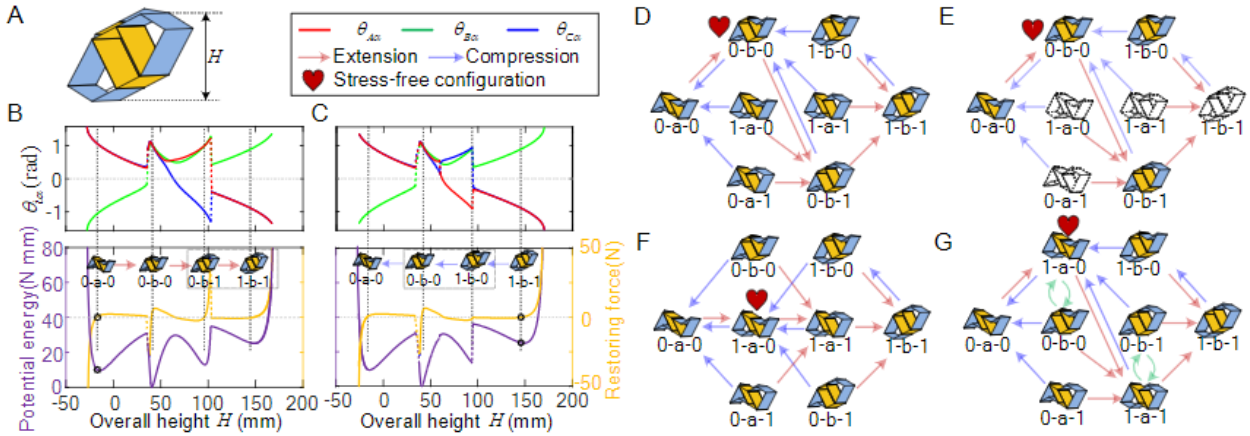 A
H
θAα θBα θCα
Extension Compression
Stress-free configuration
B
C
1
0
-1
θια (rad)
80
60
40
20
0
Potential energy(N mm)
0-a-0 0-b-0 0-b-1 1-b-1
-50 0 50 100 150 200
Overall height H (mm)
0-a-0 0-b-0 1-b-0 1-b-1
50
0
-50
Restoring force(N)
-50 0 50 100 150 200
Overall height H (mm)
D
0-b-0 1-b-0
0-a-0 1-a-0 1-a-1 1-b-1
0-a-1 0-b-1
E
0-b-0 1-b-0
0-a-0 1-a-0 1-a-1 1-b-1
0-a-1 0-b-1
F
0-b-0 1-b-0
0-a-0 1-a-0 1-a-1 1-b-1
0-a-1 0-b-1
G
1-a-0 1-b-0
0-a-0 0-b-0 0-b-1 1-b-1
0-a-1 1-a-1